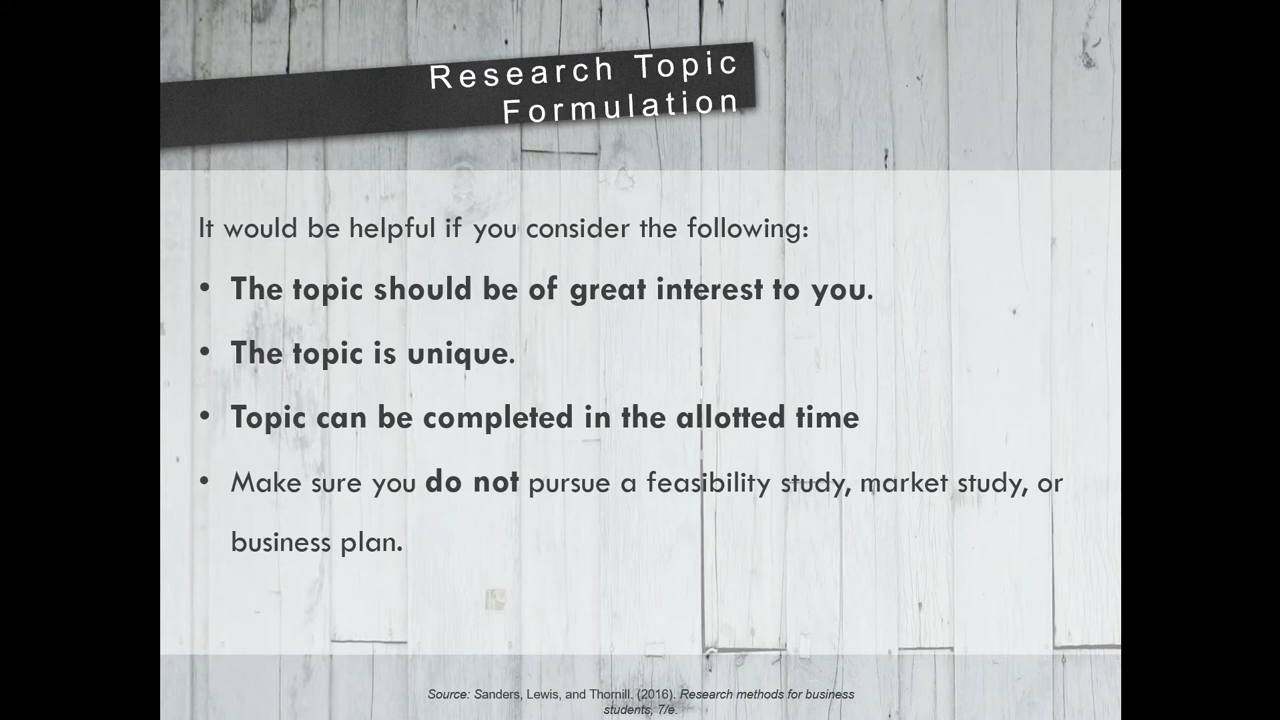 Research Topic
Formulation
It would be helpful if you consider the following:
• The topic should be of great interest to you.
• The topic is unique.
• Topic can be completed in the allotted time
• Make sure you do not pursue a feasibility study, market study, or
business plan.
Source: Sanders, Lewis, and Thornill. (2016). Research methods for business
students, 7/e.